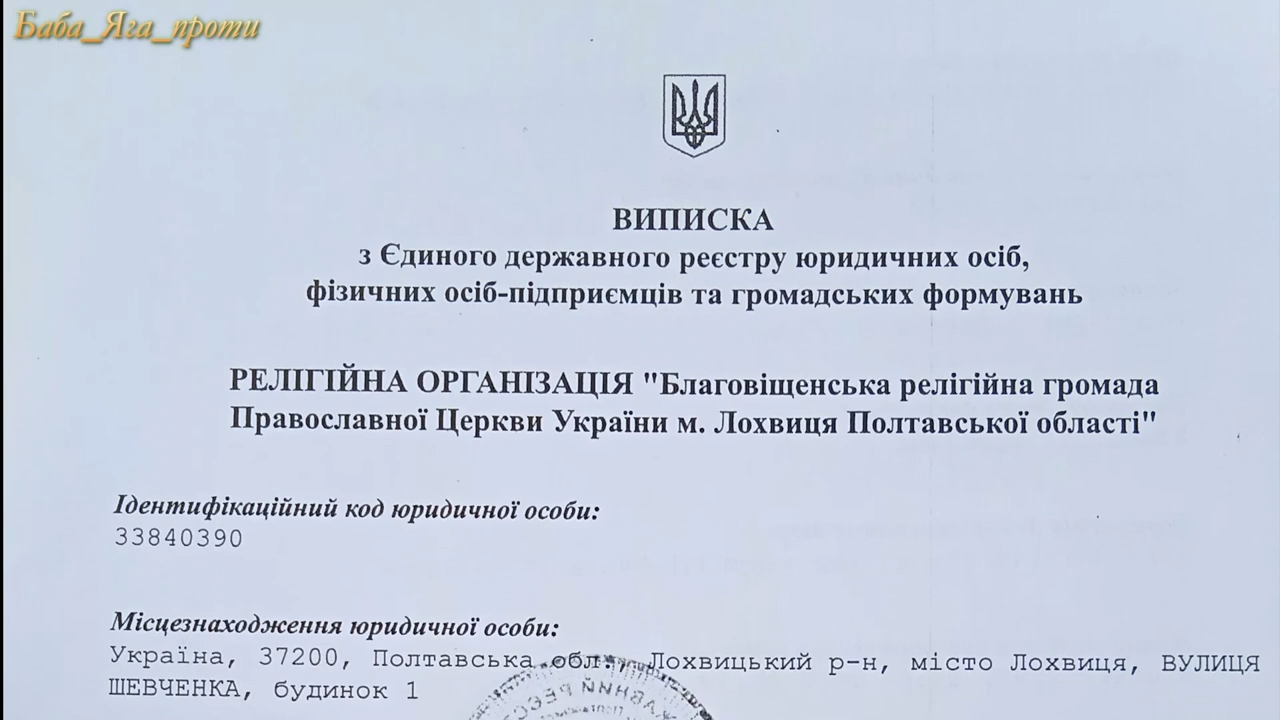 Баба_Яга_проти
ВИПИСКА
з Єдиного державного реєстру юридичних осіб,
фізичних осіб-підприємців та громадських формувань
РЕЛІГІЙНА ОРГАНІЗАЦІЯ "Благовіщенська релігійна громада
Православної Церкви України м. Лохвиця Полтавської області"
Ідентифікаційний код юридичної особи:
33840390
Місцезнаходження юридичної особи:
Україна, 37200, Полтавська обл., Лохвицький р-н, місто Лохвиця, ВУЛИЦЯ
ШЕВЧЕНКА, будинок 1